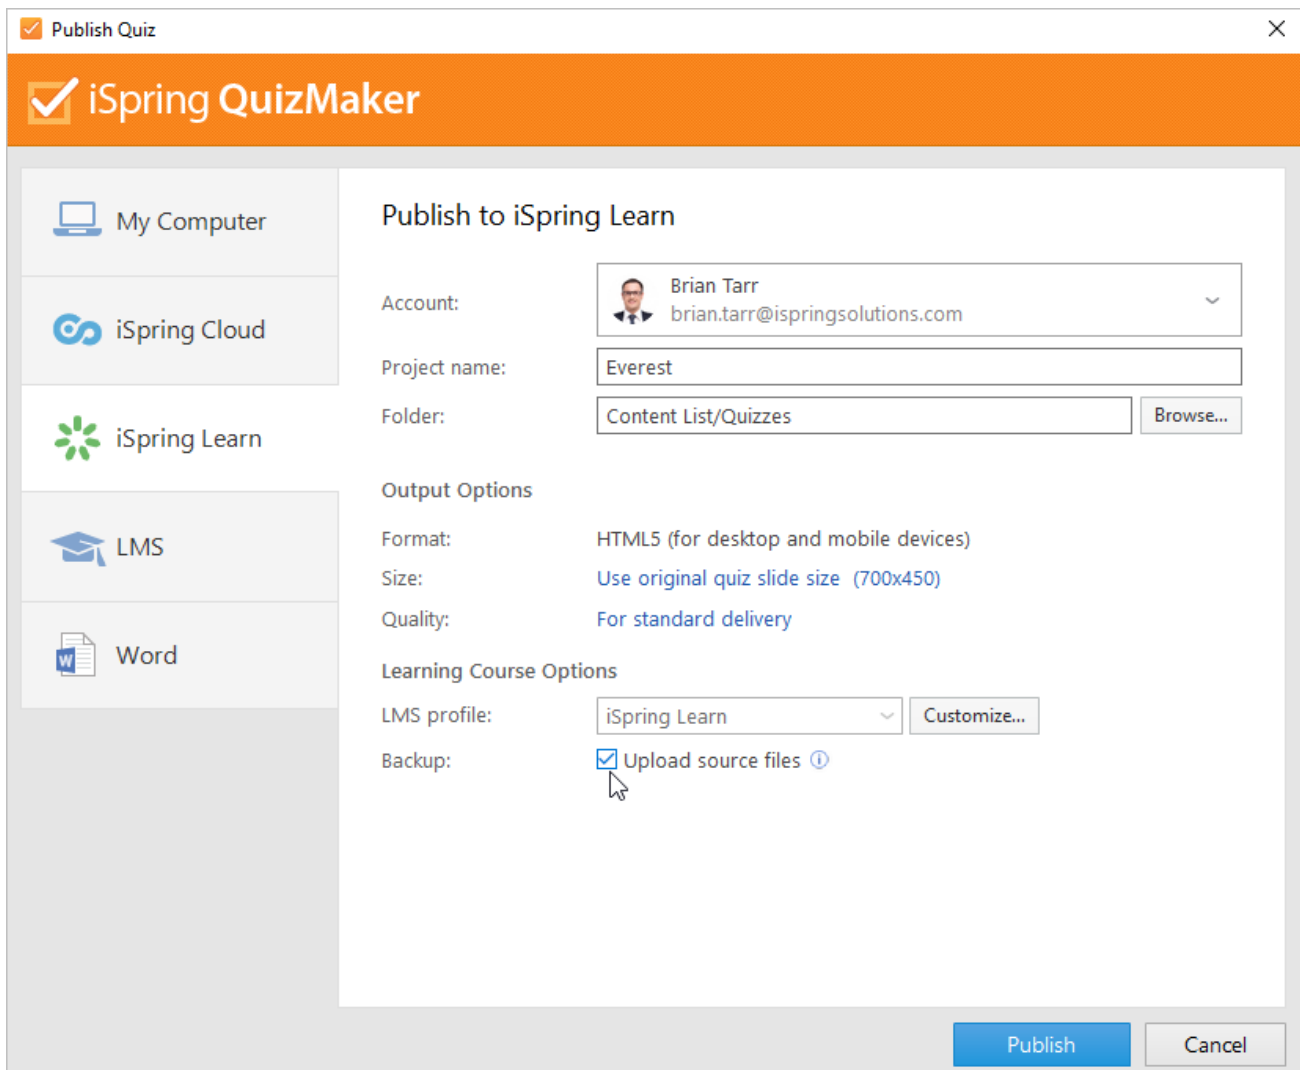 Publish Quiz
iSpring QuizMaker
My Computer
iSpring Cloud
iSpring Learn
LMS
W
Word
Publish to iSpring Learn
Account:
Brian Tarr
brian.tarr@ispringsolutions.com
Project name:
Everest
Folder:
Content List/Quizzes
Browse...
Output Options
Format:
HTML5 (for desktop and mobile devices)
Size:
Use original quiz slide size (700x450)
Quality:
For standard delivery
Learning Course Options
LMS profile:
iSpring Learn
Customize...
Backup:
Upload source files
Publish
Cancel